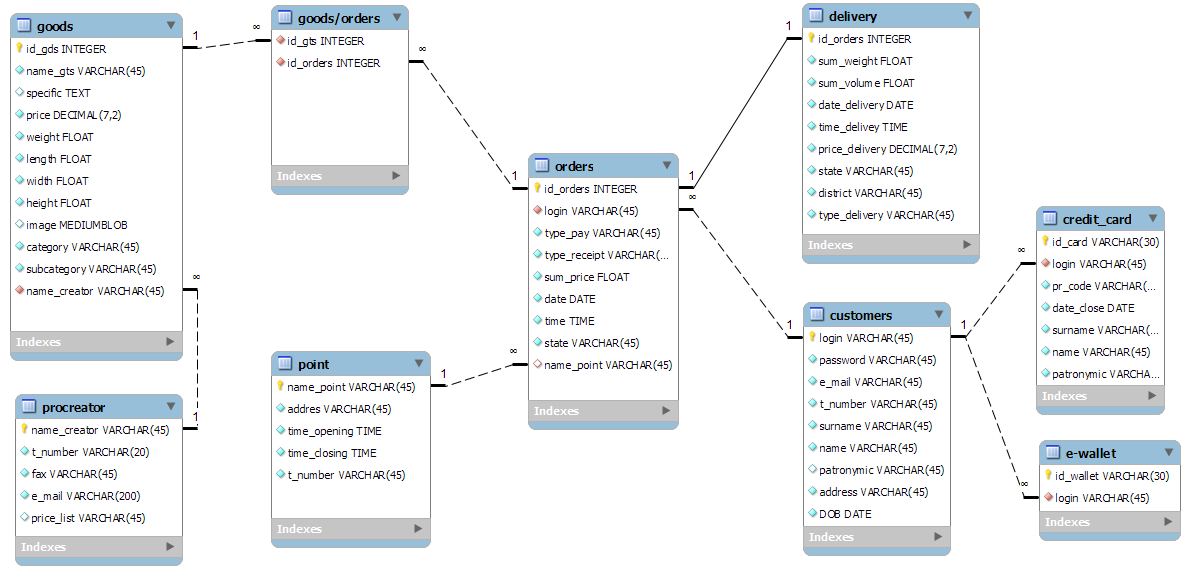 goods
id_gds INTEGER
name_gts VARCHAR(45)
specific TEXT
price DECIMAL(7,2)
weight FLOAT
length FLOAT
width FLOAT
height FLOAT
image MEDIUMBLOB
category VARCHAR(45)
subcategory VARCHAR(45)
name_creator VARCHAR(45)
Indexes
1
∞
goods/orders
id_gts INTEGER
id_orders INTEGER
Indexes
∞
1
delivery
id_orders INTEGER
sum_weight FLOAT
sum_volume FLOAT
date_delivery DATE
time_delivey TIME
price_delivery DECIMAL(7,2)
state VARCHAR(45)
district VARCHAR(45)
type_delivery VARCHAR(45)
Indexes
1
1
orders
id_orders INTEGER
login VARCHAR(45)
type_pay VARCHAR(45)
type_receipt VARCHAR(...
sum_price FLOAT
date DATE
time TIME
state VARCHAR(45)
name_point VARCHAR(45)
Indexes
∞
1
∞
1
procreator
name_creator VARCHAR(45)
t_number VARCHAR(20)
fax VARCHAR(45)
e_mail VARCHAR(200)
price_list VARCHAR(45)
Indexes
point
name_point VARCHAR(45)
addres VARCHAR(45)
time_opening TIME
time_closing TIME
t_number VARCHAR(45)
Indexes
1
∞
customers
login VARCHAR(45)
password VARCHAR(45)
e_mail VARCHAR(45)
t_number VARCHAR(45)
surname VARCHAR(45)
name VARCHAR(45)
patronymic VARCHAR(45)
address VARCHAR(45)
DOB DATE
Indexes
1
∞
∞
credit_card
id_card VARCHAR(30)
login VARCHAR(45)
pr_code VARCHAR(...
date_close DATE
surname VARCHAR(...
name VARCHAR(45)
patronymic VARCHA...
Indexes
e-wallet
id_wallet VARCHAR(30)
login VARCHAR(45)
Indexes